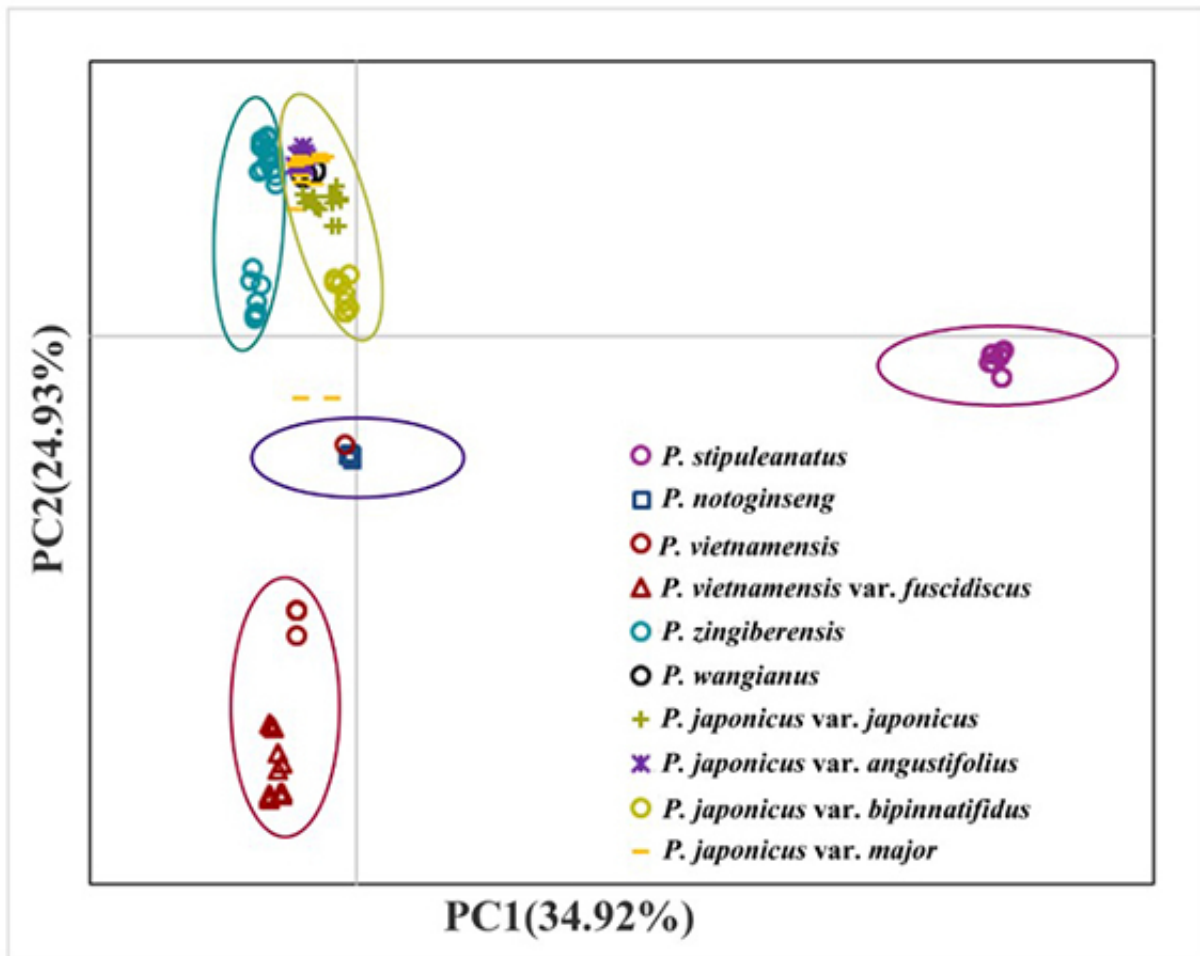 PC2(24.93%)
P. stipuleanatus
P. notoginseng
P. vietnamensis
P. vietnamensis var. fuscidiscus
P. zingiberensis
P. wangianus
P. japonicus var. japonicus
P. japonicus var. angustifolius
P. japonicus var. bipinnatifidus
P. japonicus var. major
PC1(34.92%)